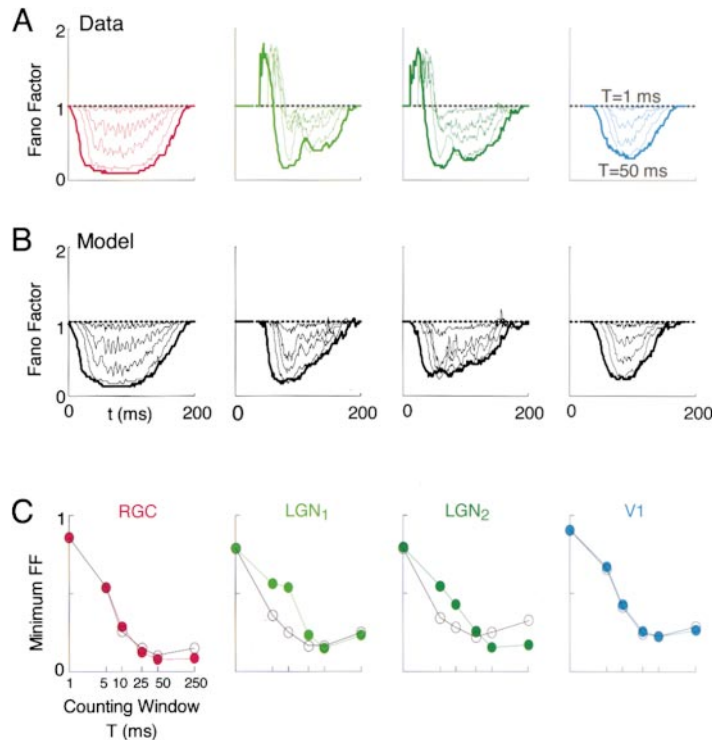 A Data
Fano Factor
2
1
0
T=1 ms
T=50 ms
B Model
Fano Factor
2
1
0
0 200
t (ms)
0 200
0 200
0 200
C
RGC LGN1 LGN2 V1
Minimum FF
1
0
1 5 10 25 50 250
Counting Window
T (ms)